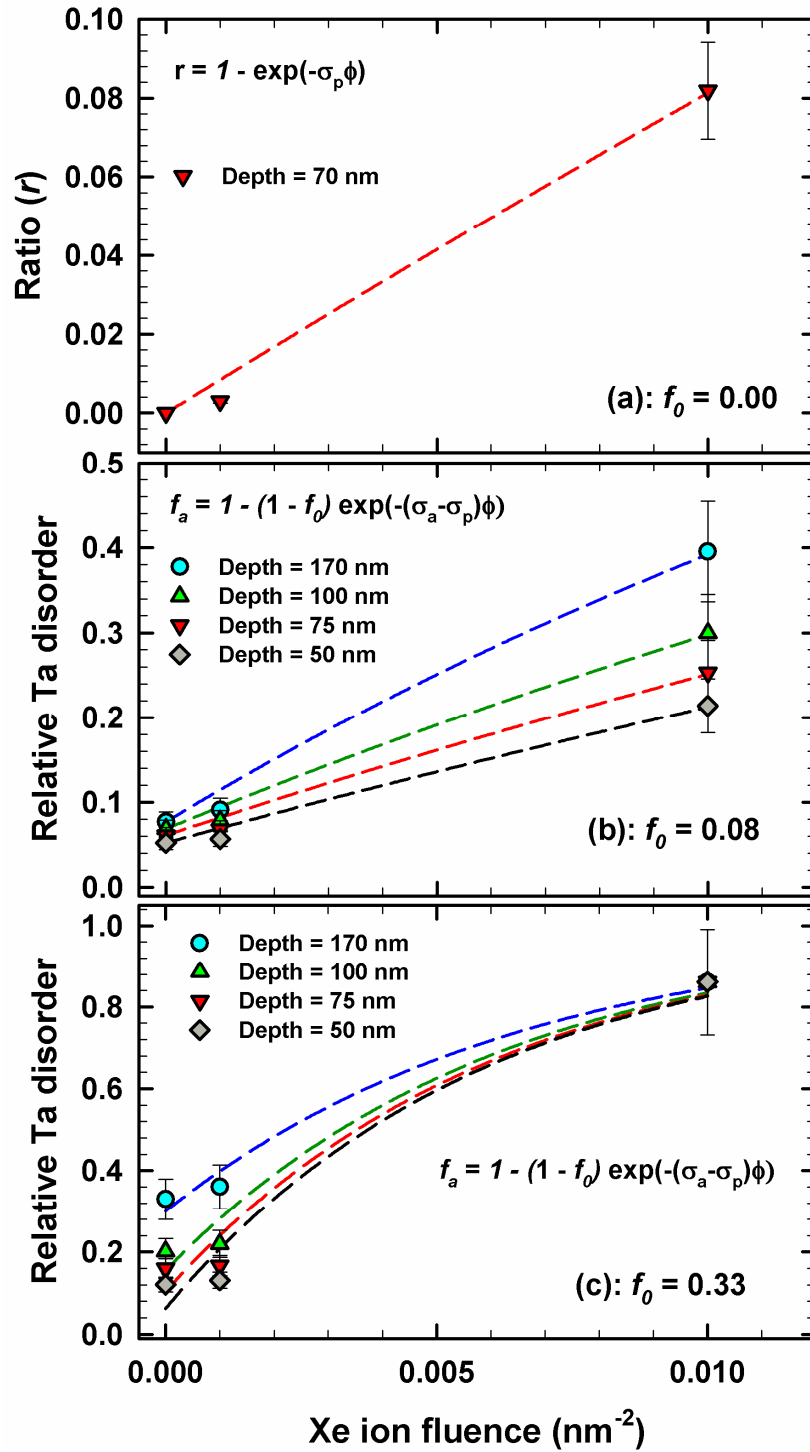 0.10
r = 1 - exp(-σpϕ)
0.08
Depth = 70 nm
0.06
Ratio (r)
0.04
0.02
0.00
(a): f0 = 0.00
0.5
fa = 1 - (1 - f0) exp(-(σa-σp)ϕ)
Depth = 170 nm
0.4
Depth = 100 nm
Depth = 75 nm
Depth = 50 nm
0.3
Relative Ta disorder
0.2
0.1
(b): f0 = 0.08
0.0
1.0
Depth = 170 nm
Depth = 100 nm
Depth = 75 nm
Depth = 50 nm
0.8
0.6
Relative Ta disorder
0.4
fa = 1 - (1 - f0) exp(-(σa-σp)ϕ)
0.2
(c): f0 = 0.33
0.0
0.000 0.005 0.010
Xe ion fluence (nm-2)